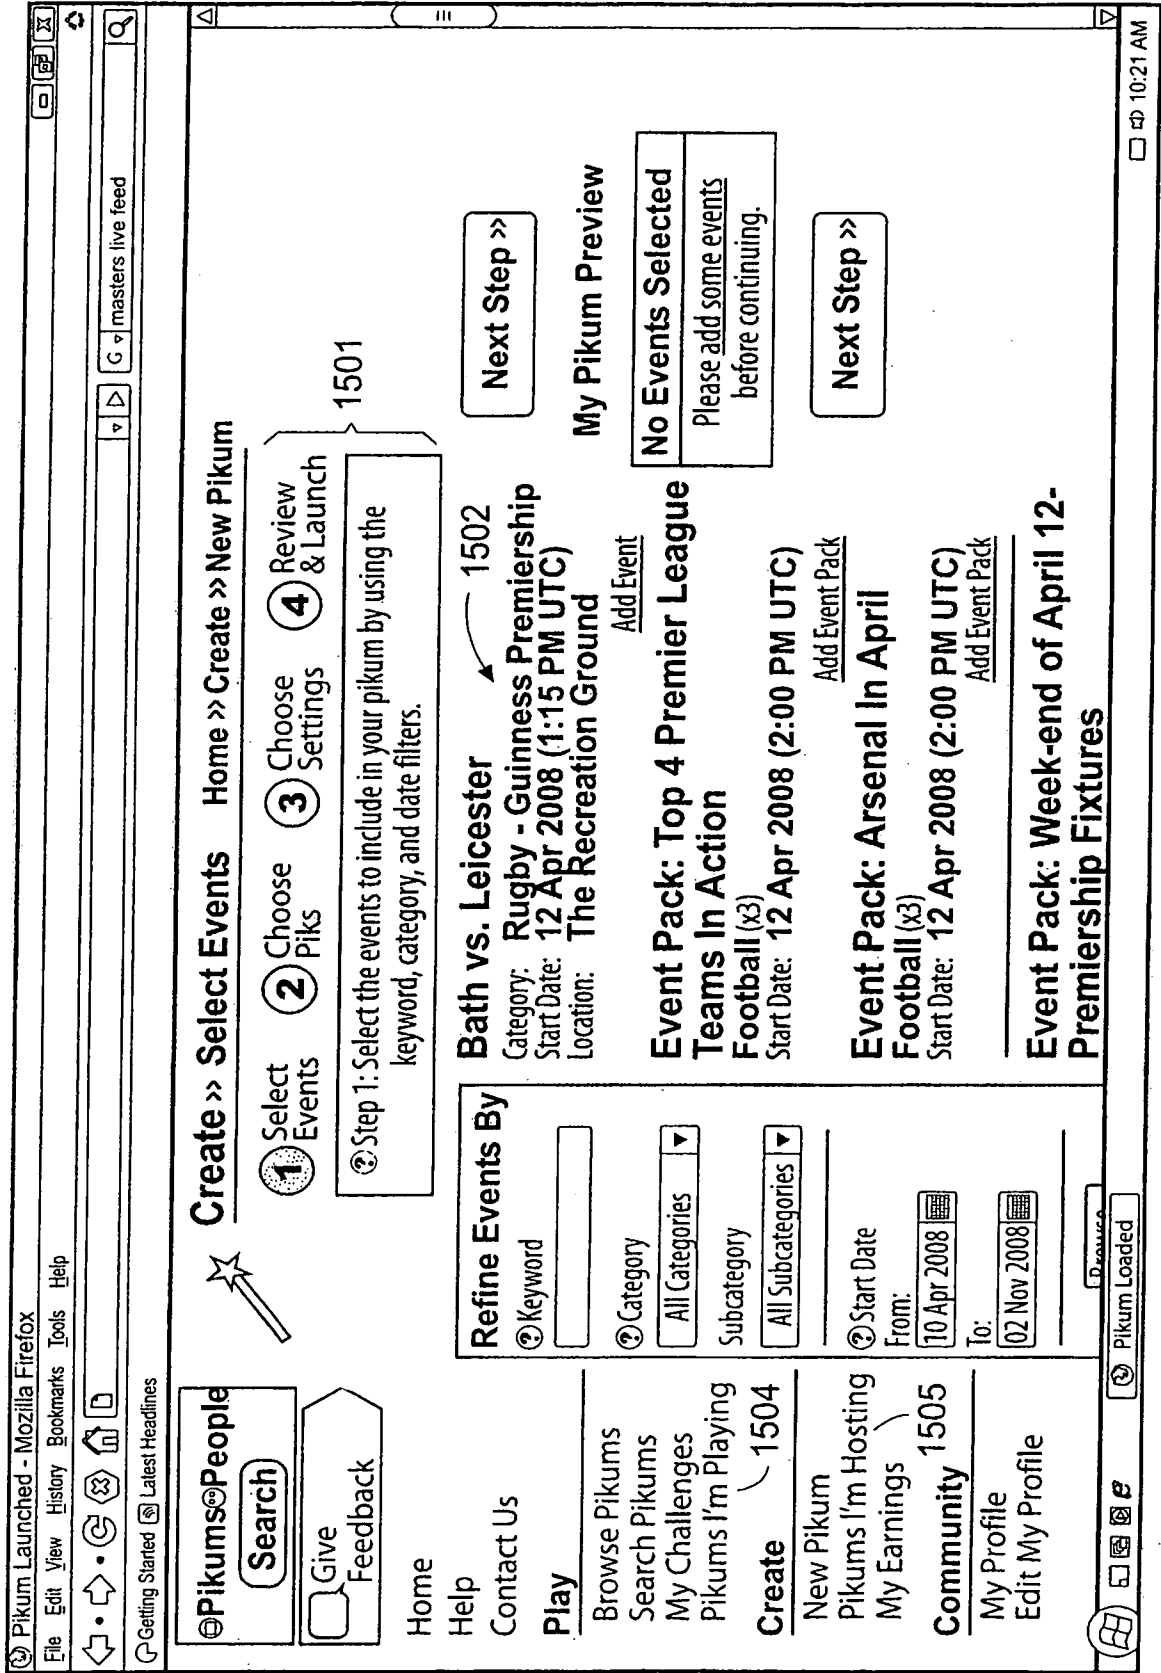 Pikum Launched - Mozilla Firefox
File Edit View History Bookmarks Tools Help
G masters live feed
Getting Started Latest Headlines
Pikums People
Search
Give
Feedback
Home
Help
Contact Us
Play
Browse Pikums
Search Pikums
My Challenges
Pikums I'm Playing
1504
Create
New Pikum
Pikums I'm Hosting
My Earnings
1505
Community
My Profile
Edit My Profile
Create >> Select Events Home >> Create >> New Pikum
1 Select Events
2 Choose Piks
3 Choose Settings
4 Review & Launch
1501
? Step 1: Select the events to include in your pikum by using the
keyword, category, and date filters.
Refine Events By
? Keyword
? Category
All Categories
Subcategory
All Subcategories
? Start Date
From:
10 Apr 2008
To:
02 Nov 2008
Browse
Bath vs. Leicester
1502
Category: Rugby - Guinness Premiership
Start Date: 12 Apr 2008 (1:15 PM UTC)
Location: The Recreation Ground
Add Event
Event Pack: Top 4 Premier League
Teams In Action
Football (x3)
Start Date: 12 Apr 2008 (2:00 PM UTC)
Add Event Pack
Event Pack: Arsenal In April
Football (x3)
Start Date: 12 Apr 2008 (2:00 PM UTC)
Add Event Pack
Event Pack: Week-end of April 12-
Premiership Fixtures
Next Step >>
My Pikum Preview
No Events Selected
Please add some events
before continuing.
Next Step >>
Pikum Loaded
10:21 AM